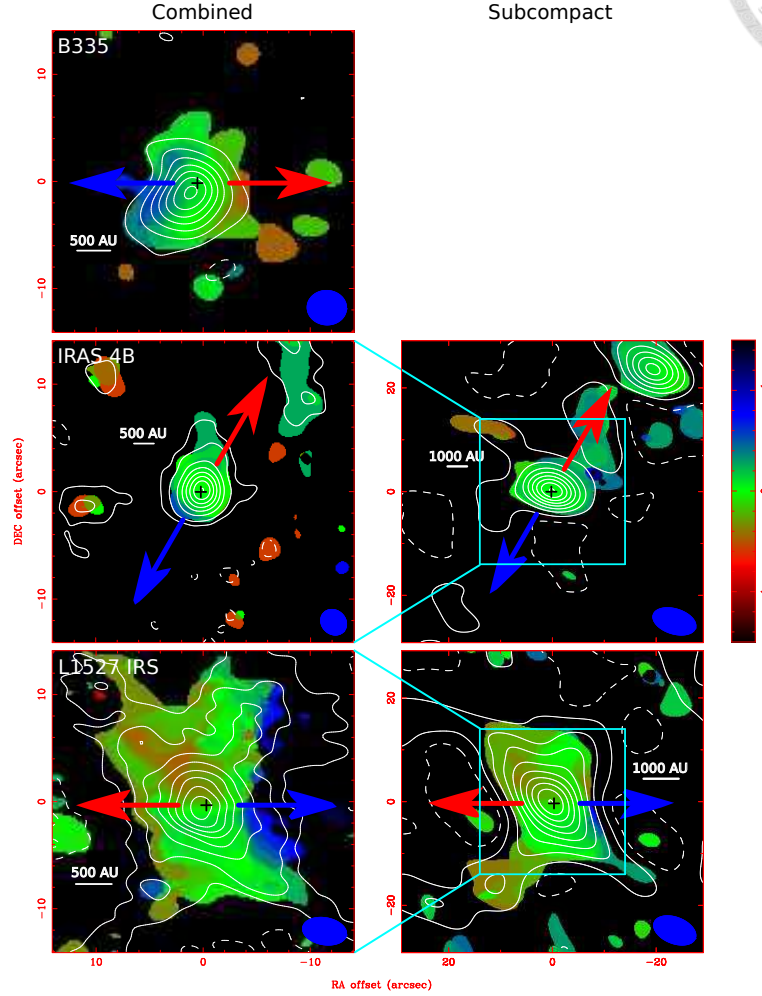 Combined Subcompact
B335
10
0
−10
500 AU
IRAS 4B
10
0
−10
500 AU
20
0
−20
1000 AU
DEC offset (arcsec)
L1527 IRS
10
0
−10
500 AU
20
0
−20
1000 AU
10 0 −10
20 0 −20
RA offset (arcsec)